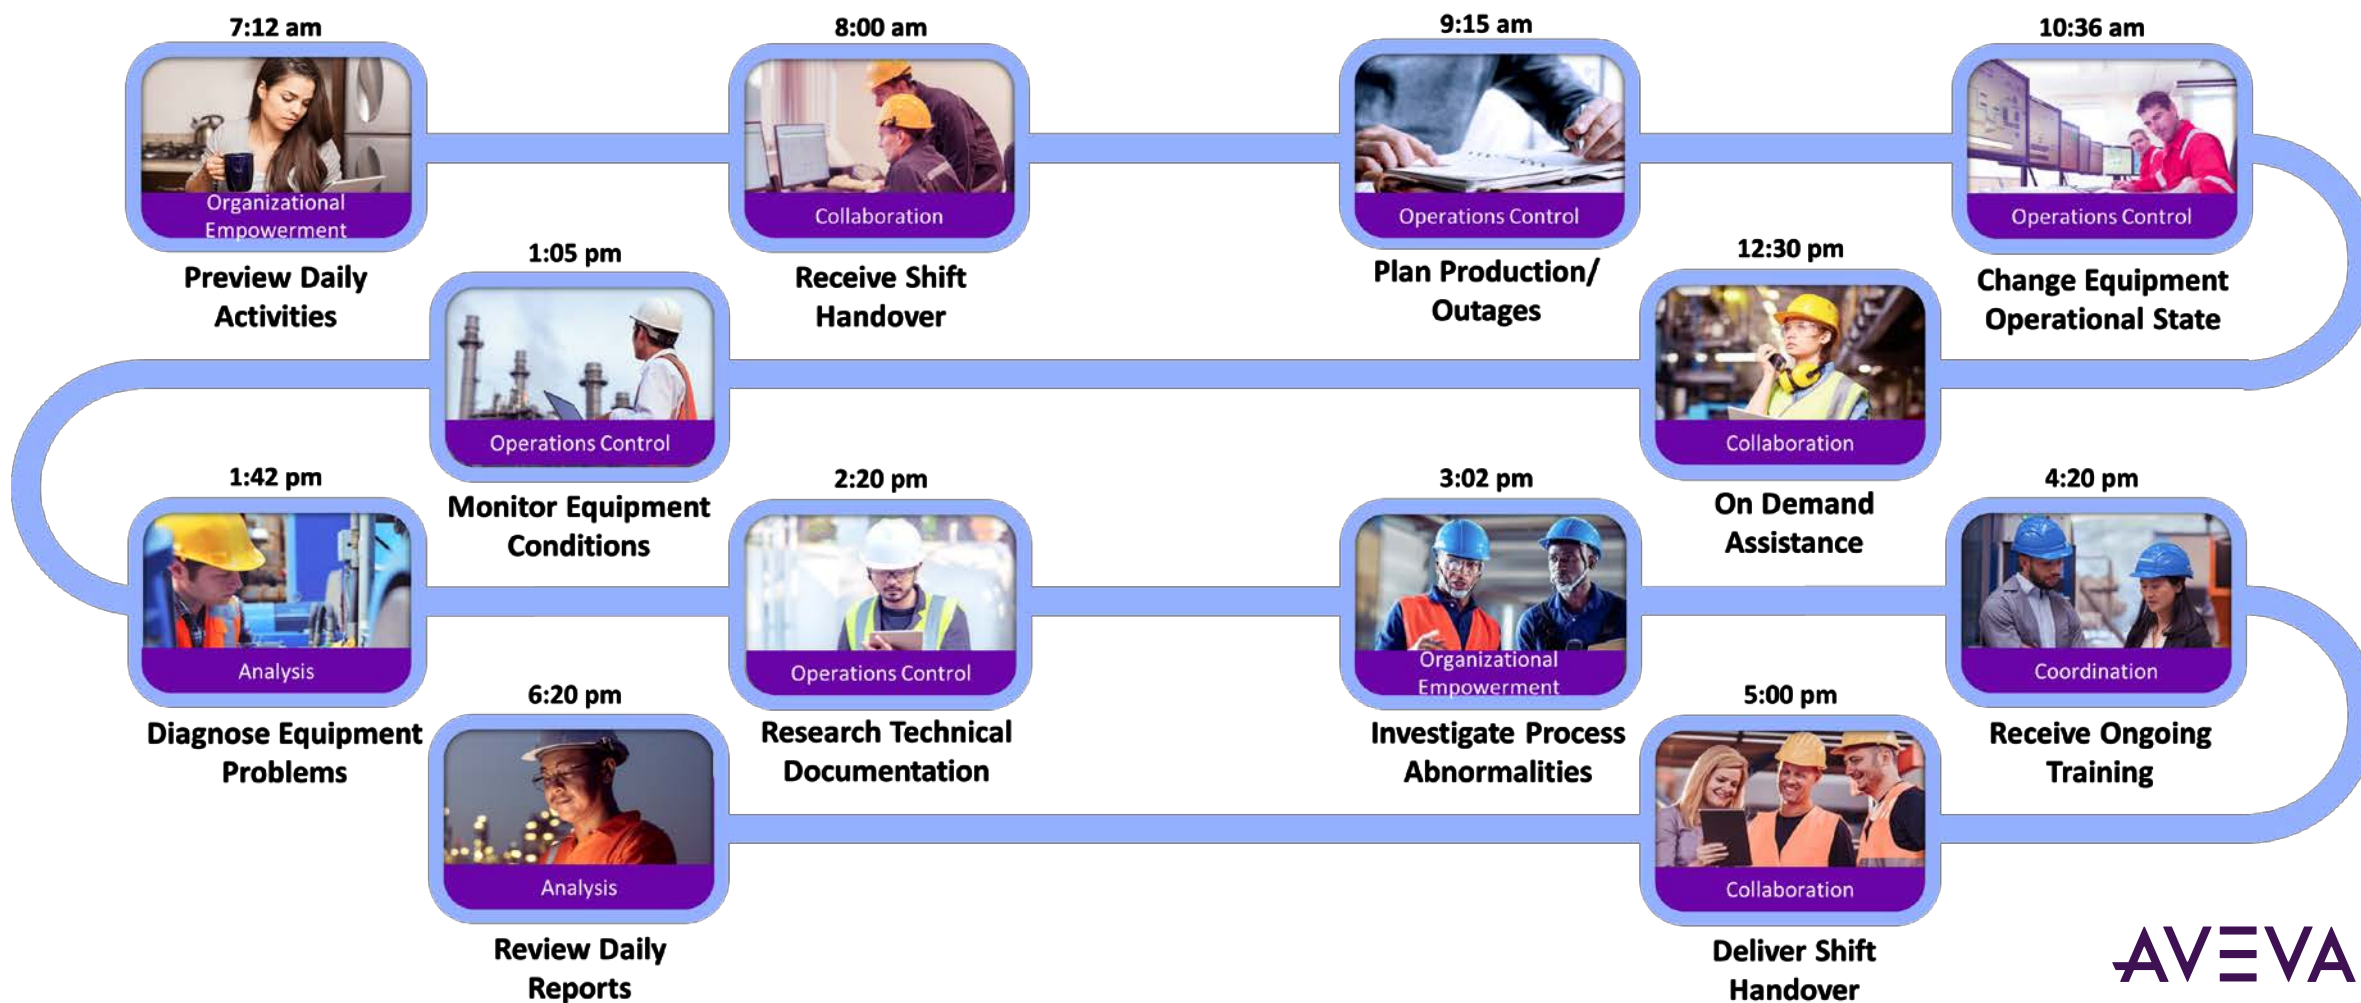 7:12 am
Organizational
Empowerment
Preview Daily
Activities
8:00 am
Collaboration
Receive Shift
Handover
9:15 am
Operations Control
Plan Production/
Outages
10:36 am
Operations Control
Change Equipment
Operational State
12:30 pm
Collaboration
On Demand
Assistance
1:05 pm
Operations Control
Monitor Equipment
Conditions
1:42 pm
Analysis
Diagnose Equipment
Problems
2:20 pm
Operations Control
Research Technical
Documentation
3:02 pm
Organizational
Empowerment
Investigate Process
Abnormalities
4:20 pm
Coordination
Receive Ongoing
Training
5:00 pm
Collaboration
Deliver Shift
Handover
6:20 pm
Analysis
Review Daily
Reports
AVEVA